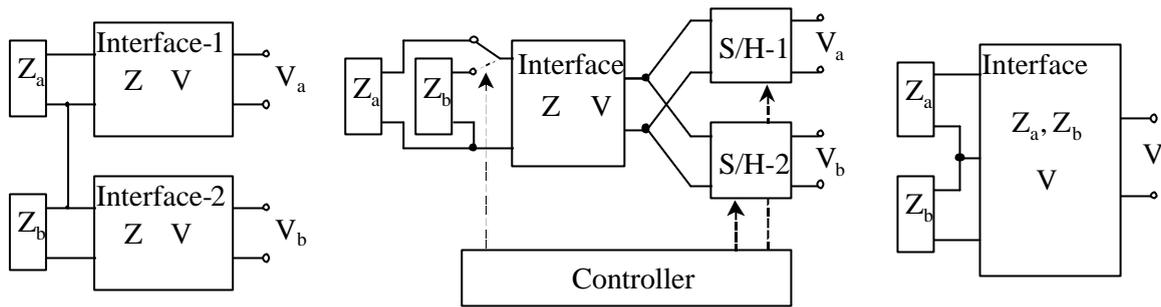 Interface-1
Z V
Za
Va
Interface-2
Z V
Zb
Vb
Za
Zb
Interface
Z V
S/H-1
Va
S/H-2
Vb
Controller
Interface
Za, Zb
V
Za
Zb
V